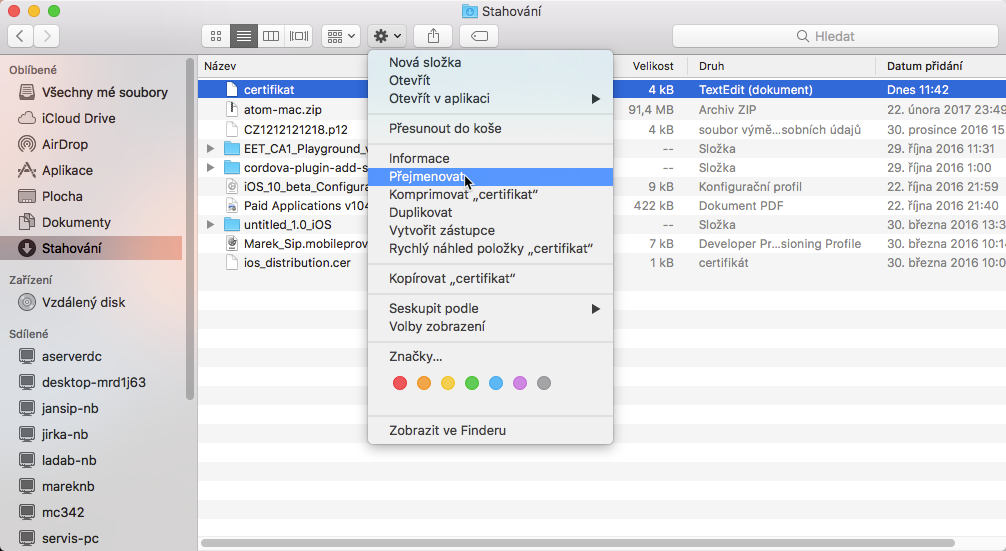 Stahování
Hledat
Oblíbené
Všechny mé soubory
iCloud Drive
AirDrop
Aplikace
Plocha
Dokumenty
Stahování
Zařízení
Vzdálený disk
Sdílené
aserverdc
desktop-mrd1j63
jansip-nb
jirka-nb
ladab-nb
mareknb
mc342
servis-pc
Název Velikost Druh Datum přidání
certifikat 4 kB TextEdit (dokument) Dnes 11:42
atom-mac.zip 91,4 MB Archiv ZIP 22. února 2017 23:49
CZ1212121218.p12 4 kB soubor výmě...sobních údajů 30. prosince 2016 15
EET_CA1_Playground_v -- Složka 29. října 2016 11:31
cordova-plugin-add-s -- Složka 29. října 2016 1:00
iOS_10_beta_Configura 9 kB Konfigurační profil 22. října 2016 21:50
Paid Applications v104 422 kB Dokument PDF 22. října 2016 21:40
untitled_1.0_iOS -- Složka 30. března 2016 13:3
Marek_Sip.mobileprov 7 kB Developer Pr...sioning Profile 30. března 2016 10:14
ios_distribution.cer 1 kB certifikát 30. března 2016 10:0
Nová složka
Otevřít
Otevřít v aplikaci
Přesunout do koše
Informace
Přejmenovat
Komprimovat „certifikat“
Duplikovat
Vytvořit zástupce
Rychlý náhled položky „certifikat“
Kopírovat „certifikat“
Seskupit podle
Volby zobrazení
Značky...
Zobrazit ve Finderu